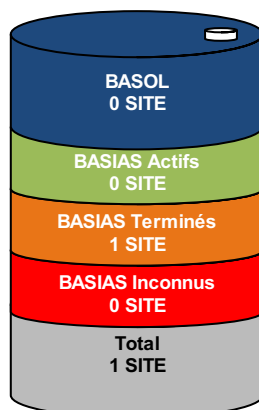 BASOL
0 SITE
BASIAS Actifs
0 SITE
BASIAS Terminés
1 SITE
BASIAS Inconnus
0 SITE
Total
1 SITE